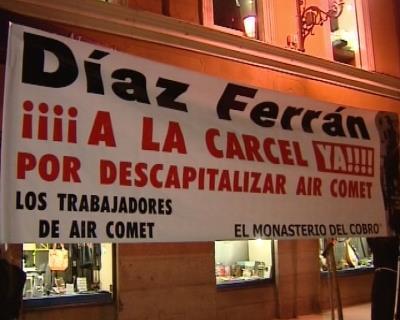 Díaz Ferrán
¡¡¡¡A LA CARCEL YA!!!!
POR DESCAPITALIZAR AIR COMET
LOS TRABAJADORES
DE AIR COMET
EL MONASTERIO DEL COBRO